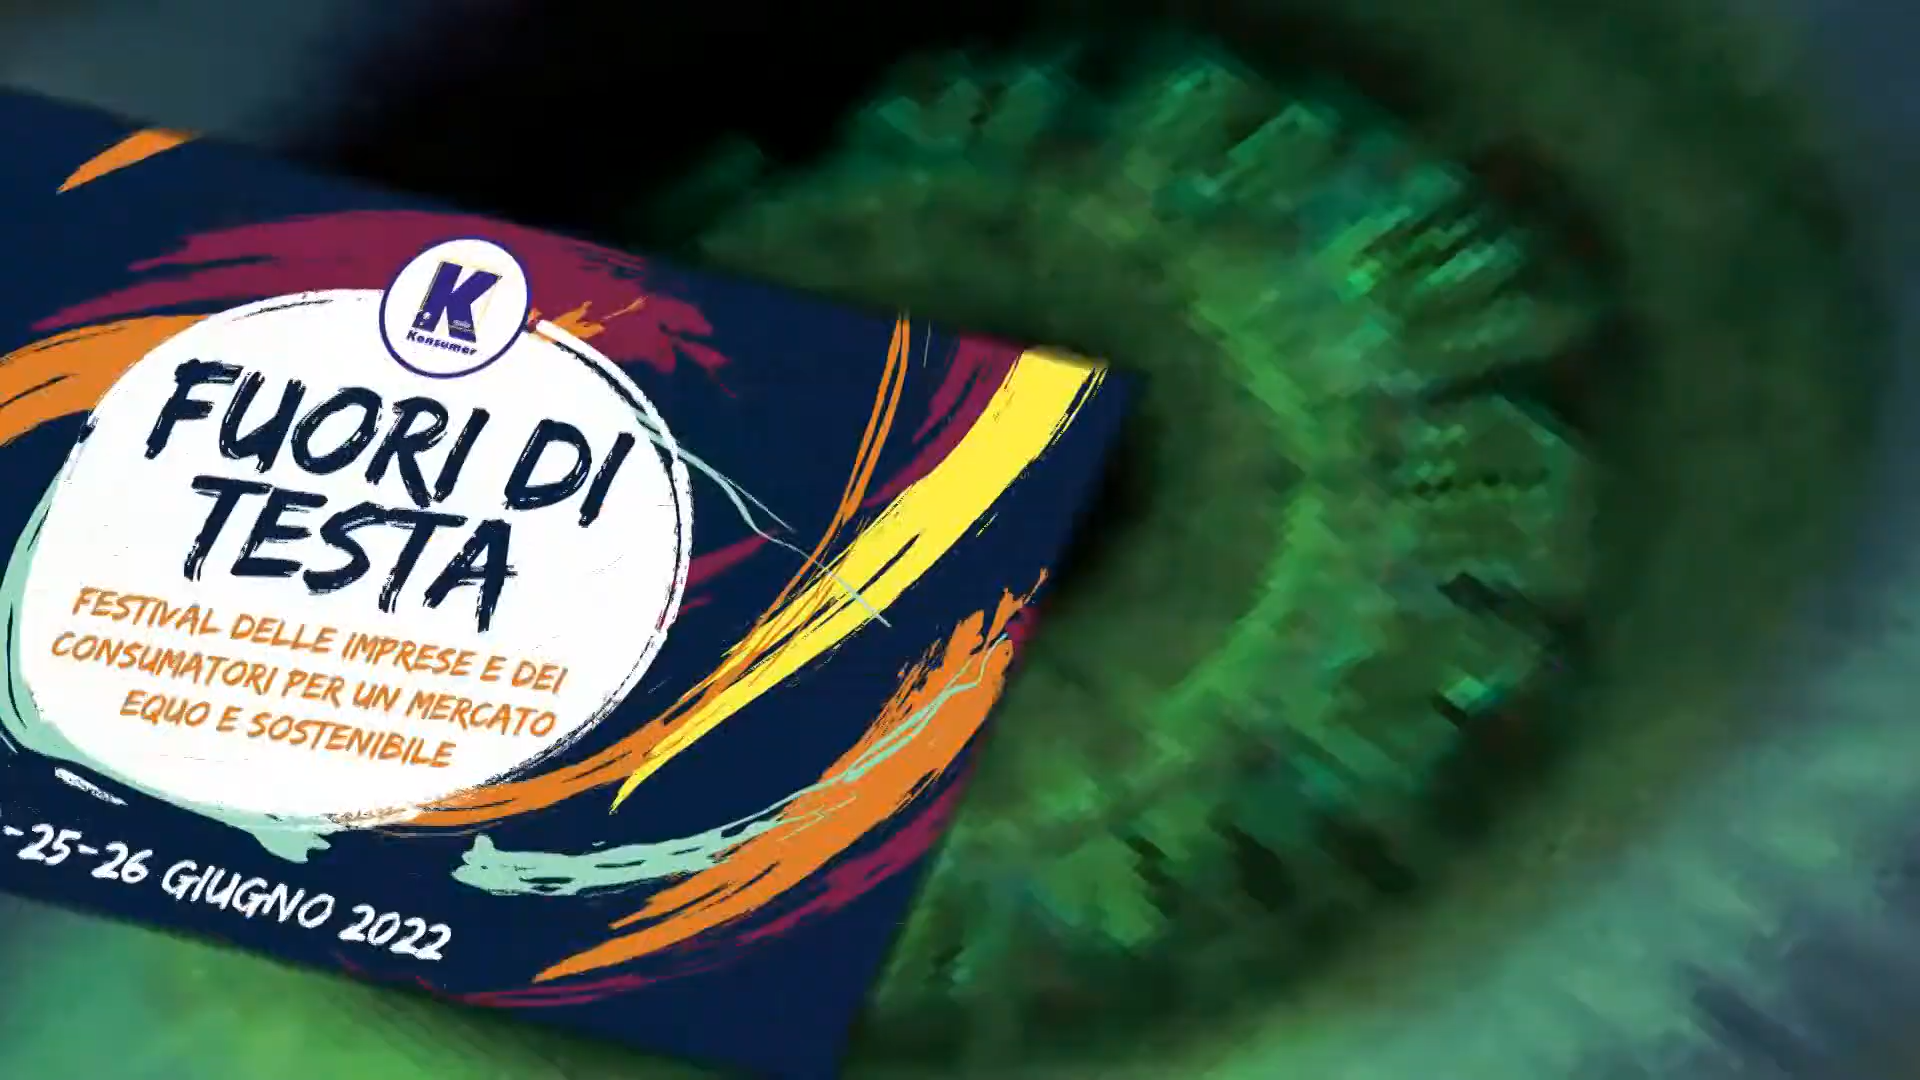 K
Konsumer
FUORI DI
TESTA
FESTIVAL DELLE IMPRESE E DEI
CONSUMATORI PER UN MERCATO
EQUO E SOSTENIBILE
-25-26 GIUGNO 2022